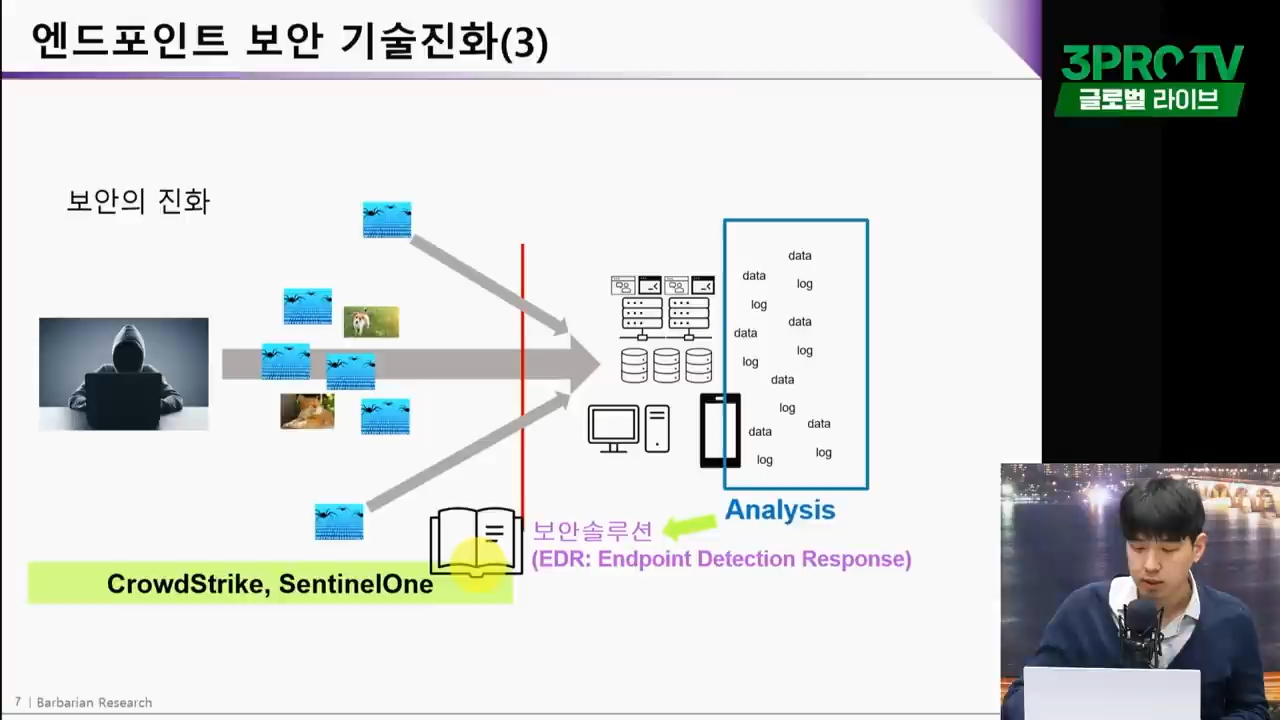 엔드포인트 보안 기술진화(3)
3PRO TV
글로벌 라이브
보안의 진화
data
data
log
log
data
data
log
log
data
log
data
data
log
log
Analysis
보안솔루션
(EDR: Endpoint Detection Response)
CrowdStrike, SentinelOne
7 | Barbarian Research